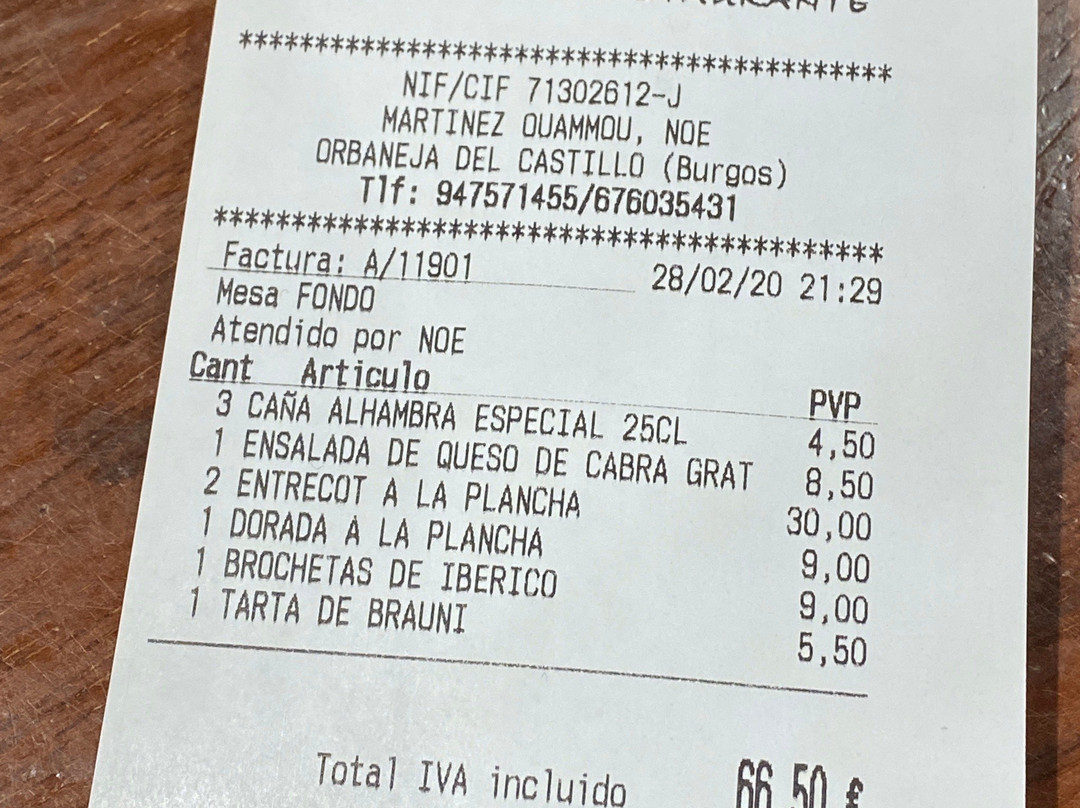 ******************************************
NIF/CIF 71302612-J
MARTINEZ OUAMMOU, NOE
ORBANEJA DEL CASTILLO (Burgos)
Tlf: 947571455/676035431
******************************************
Factura: A/11901 28/02/20 21:29
Mesa FONDO
Atendido por NOE
Cant Articulo PVP
3 CAÑA ALHAMBRA ESPECIAL 25CL 4,50
1 ENSALADA DE QUESO DE CABRA GRAT 8,50
2 ENTRECOT A LA PLANCHA 30,00
1 DORADA A LA PLANCHA 9,00
1 BROCHETAS DE IBERICO 9,00
1 TARTA DE BRAUNI 5,50
Total IVA incluido 66,50 €